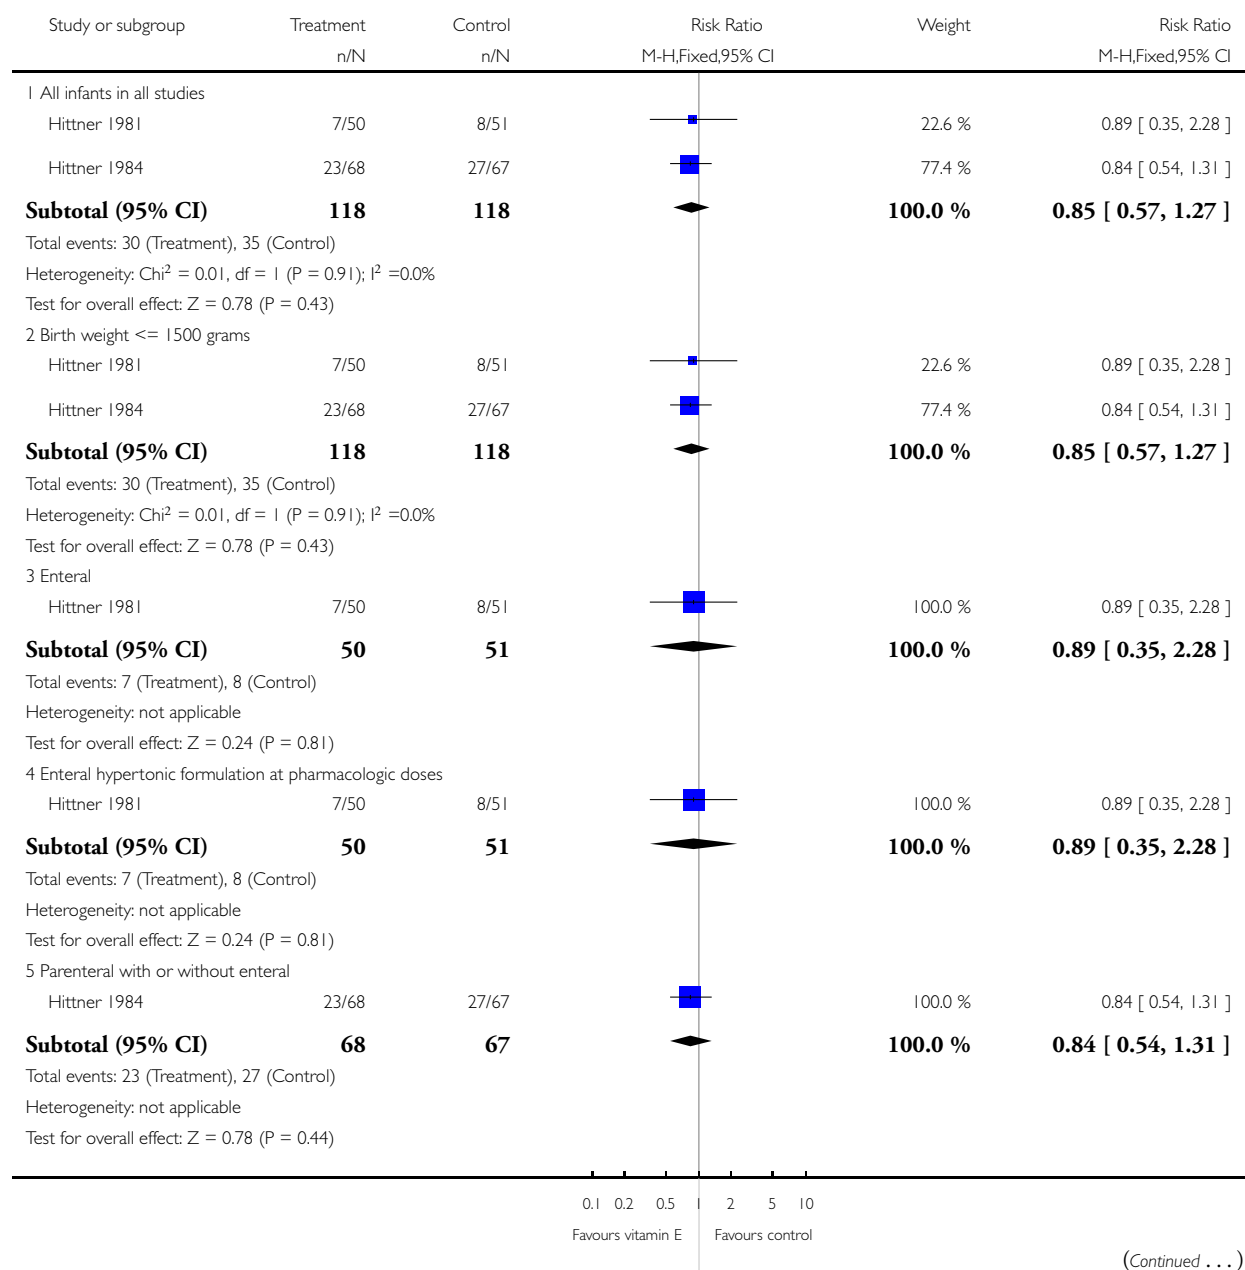 Study or subgroup Treatment Control Risk Ratio Weight Risk Ratio
n/N n/N M-H,Fixed,95% CI M-H,Fixed,95% CI
1 All infants in all studies
Hittner 1981 7/50 8/51 22.6 % 0.89 [ 0.35, 2.28 ]
Hittner 1984 23/68 27/67 77.4 % 0.84 [ 0.54, 1.31 ]
Subtotal (95% CI) 118 118 100.0 % 0.85 [ 0.57, 1.27 ]
Total events: 30 (Treatment), 35 (Control)
Heterogeneity: Chi² = 0.01, df = 1 (P = 0.91); I² =0.0%
Test for overall effect: Z = 0.78 (P = 0.43)
2 Birth weight <= 1500 grams
Hittner 1981 7/50 8/51 22.6 % 0.89 [ 0.35, 2.28 ]
Hittner 1984 23/68 27/67 77.4 % 0.84 [ 0.54, 1.31 ]
Subtotal (95% CI) 118 118 100.0 % 0.85 [ 0.57, 1.27 ]
Total events: 30 (Treatment), 35 (Control)
Heterogeneity: Chi² = 0.01, df = 1 (P = 0.91); I² =0.0%
Test for overall effect: Z = 0.78 (P = 0.43)
3 Enteral
Hittner 1981 7/50 8/51 100.0 % 0.89 [ 0.35, 2.28 ]
Subtotal (95% CI) 50 51 100.0 % 0.89 [ 0.35, 2.28 ]
Total events: 7 (Treatment), 8 (Control)
Heterogeneity: not applicable
Test for overall effect: Z = 0.24 (P = 0.81)
4 Enteral hypertonic formulation at pharmacologic doses
Hittner 1981 7/50 8/51 100.0 % 0.89 [ 0.35, 2.28 ]
Subtotal (95% CI) 50 51 100.0 % 0.89 [ 0.35, 2.28 ]
Total events: 7 (Treatment), 8 (Control)
Heterogeneity: not applicable
Test for overall effect: Z = 0.24 (P = 0.81)
5 Parenteral with or without enteral
Hittner 1984 23/68 27/67 100.0 % 0.84 [ 0.54, 1.31 ]
Subtotal (95% CI) 68 67 100.0 % 0.84 [ 0.54, 1.31 ]
Total events: 23 (Treatment), 27 (Control)
Heterogeneity: not applicable
Test for overall effect: Z = 0.78 (P = 0.44)
0.1 0.2 0.5 1 2 5 10
Favours vitamin E Favours control
(Continued . . . )